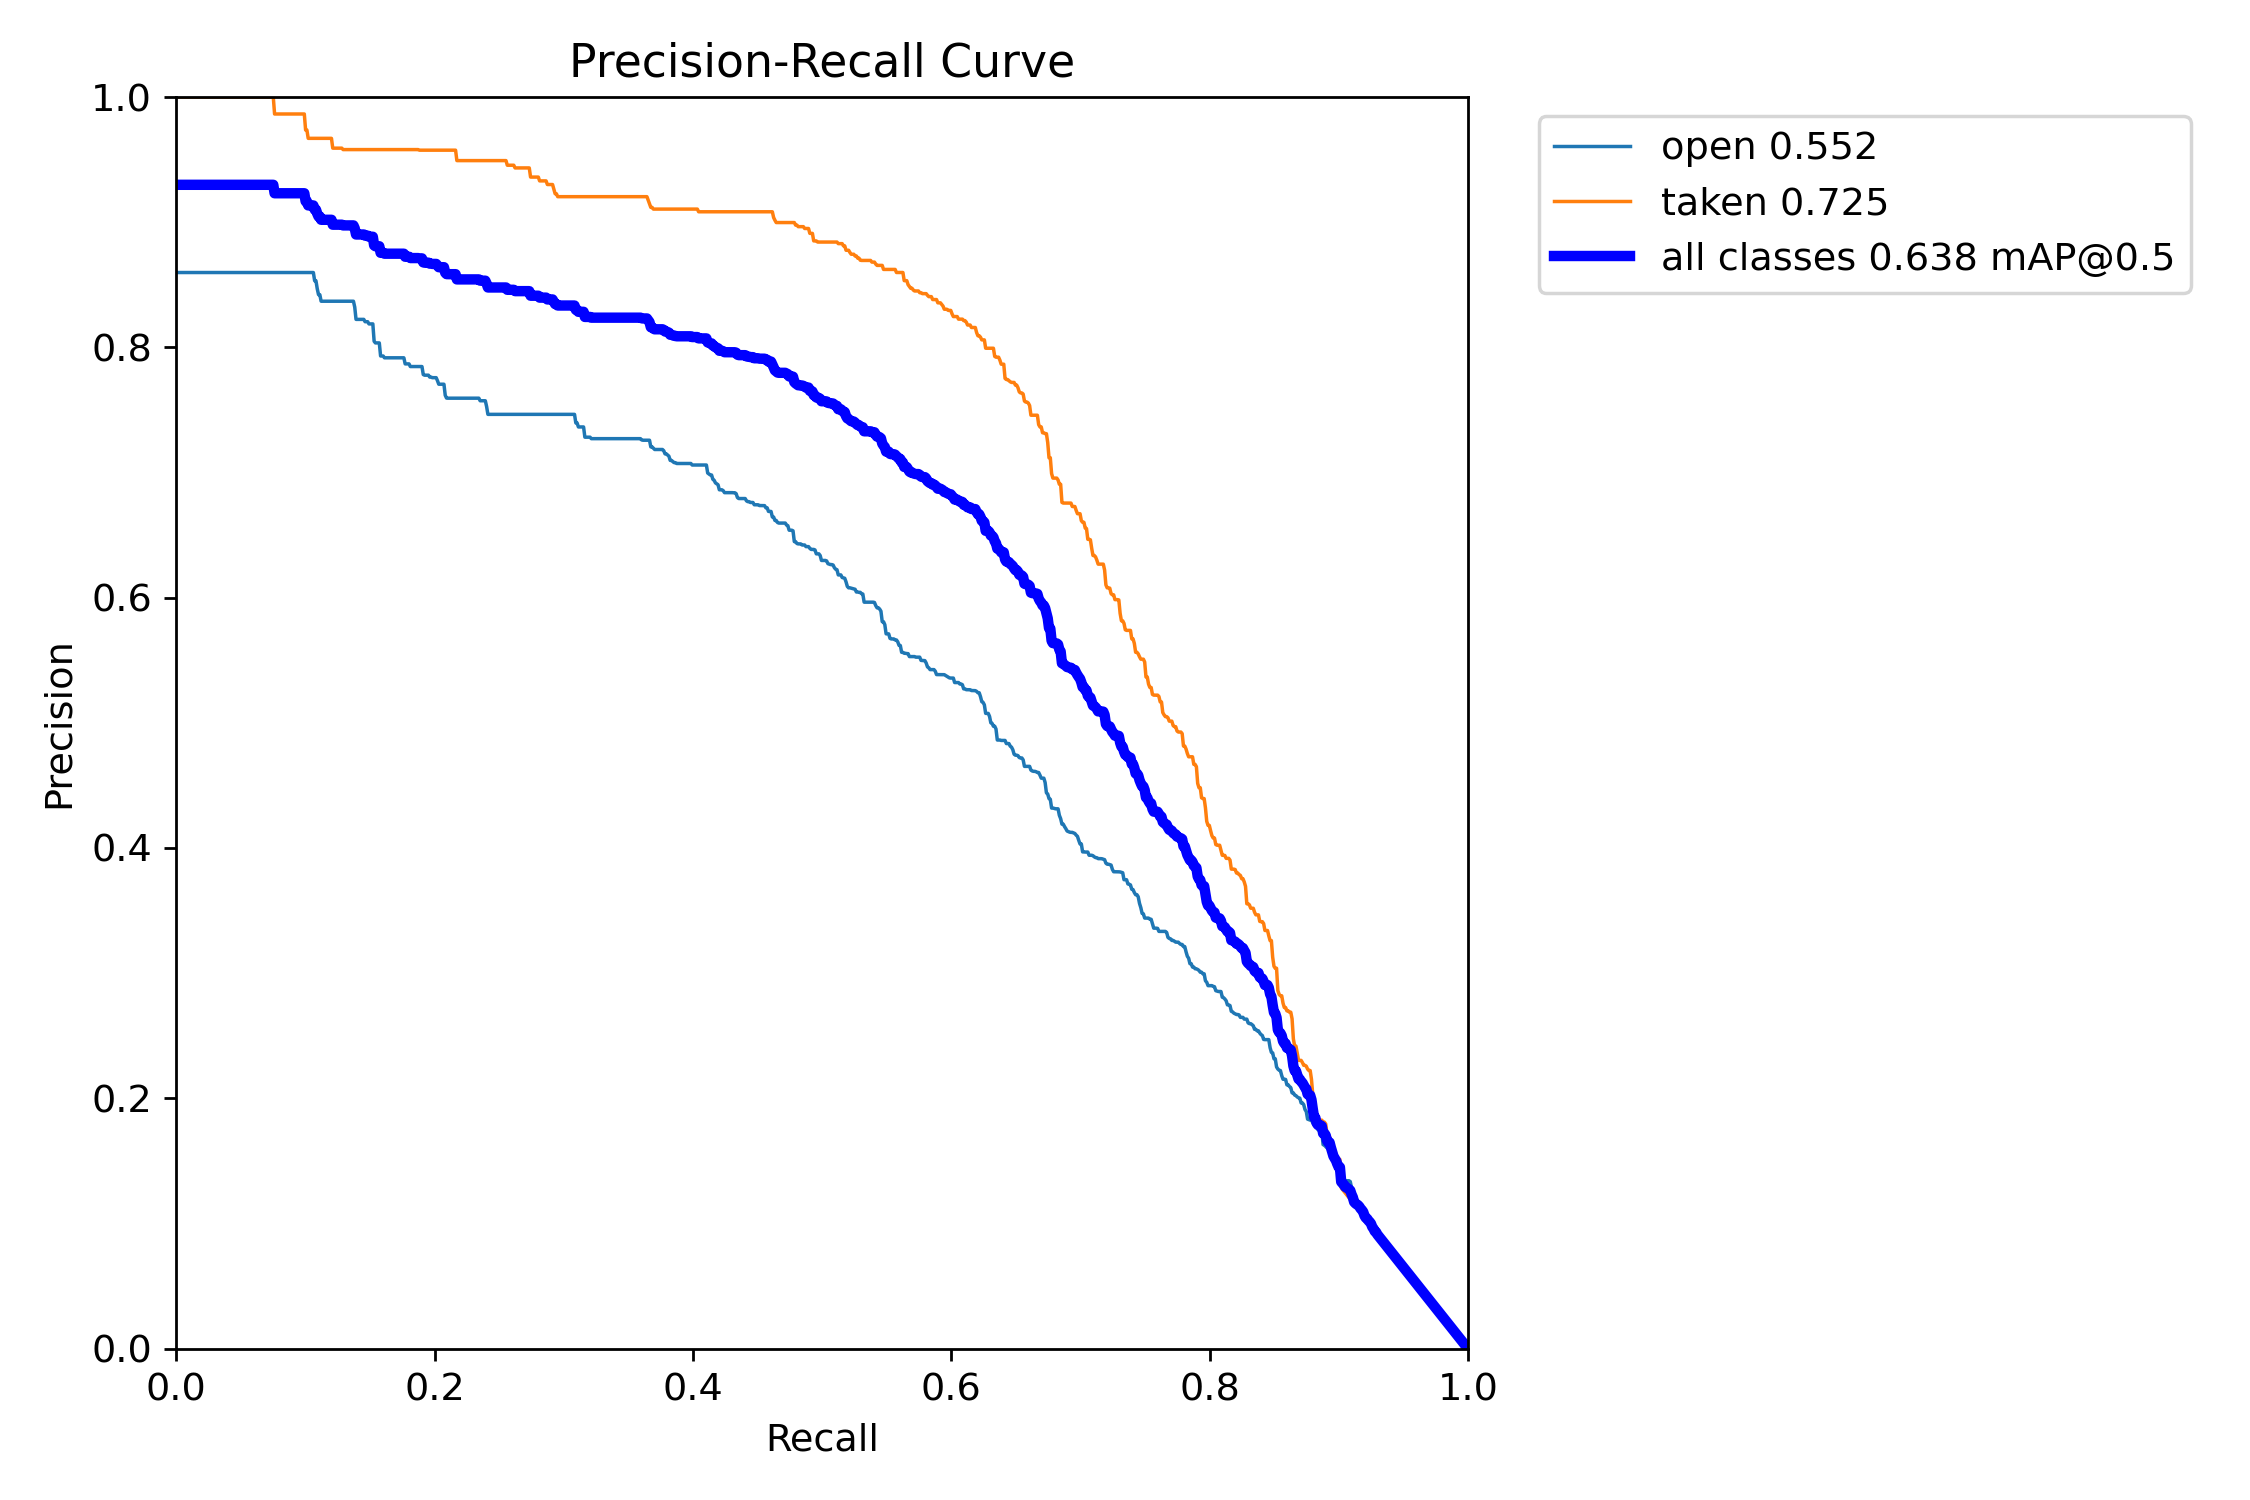 Precision-Recall Curve
1.0
0.8
0.6
0.4
0.2
0.0
Precision
0.0 0.2 0.4 0.6 0.8 1.0
Recall
open 0.552
taken 0.725
all classes 0.638 mAP@0.5